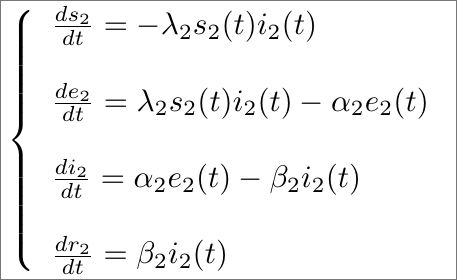 ds₂/dt = −λ₂s₂(t)i₂(t)
de₂/dt = λ₂s₂(t)i₂(t) − α₂e₂(t)
di₂/dt = α₂e₂(t) − β₂i₂(t)
dr₂/dt = β₂i₂(t)